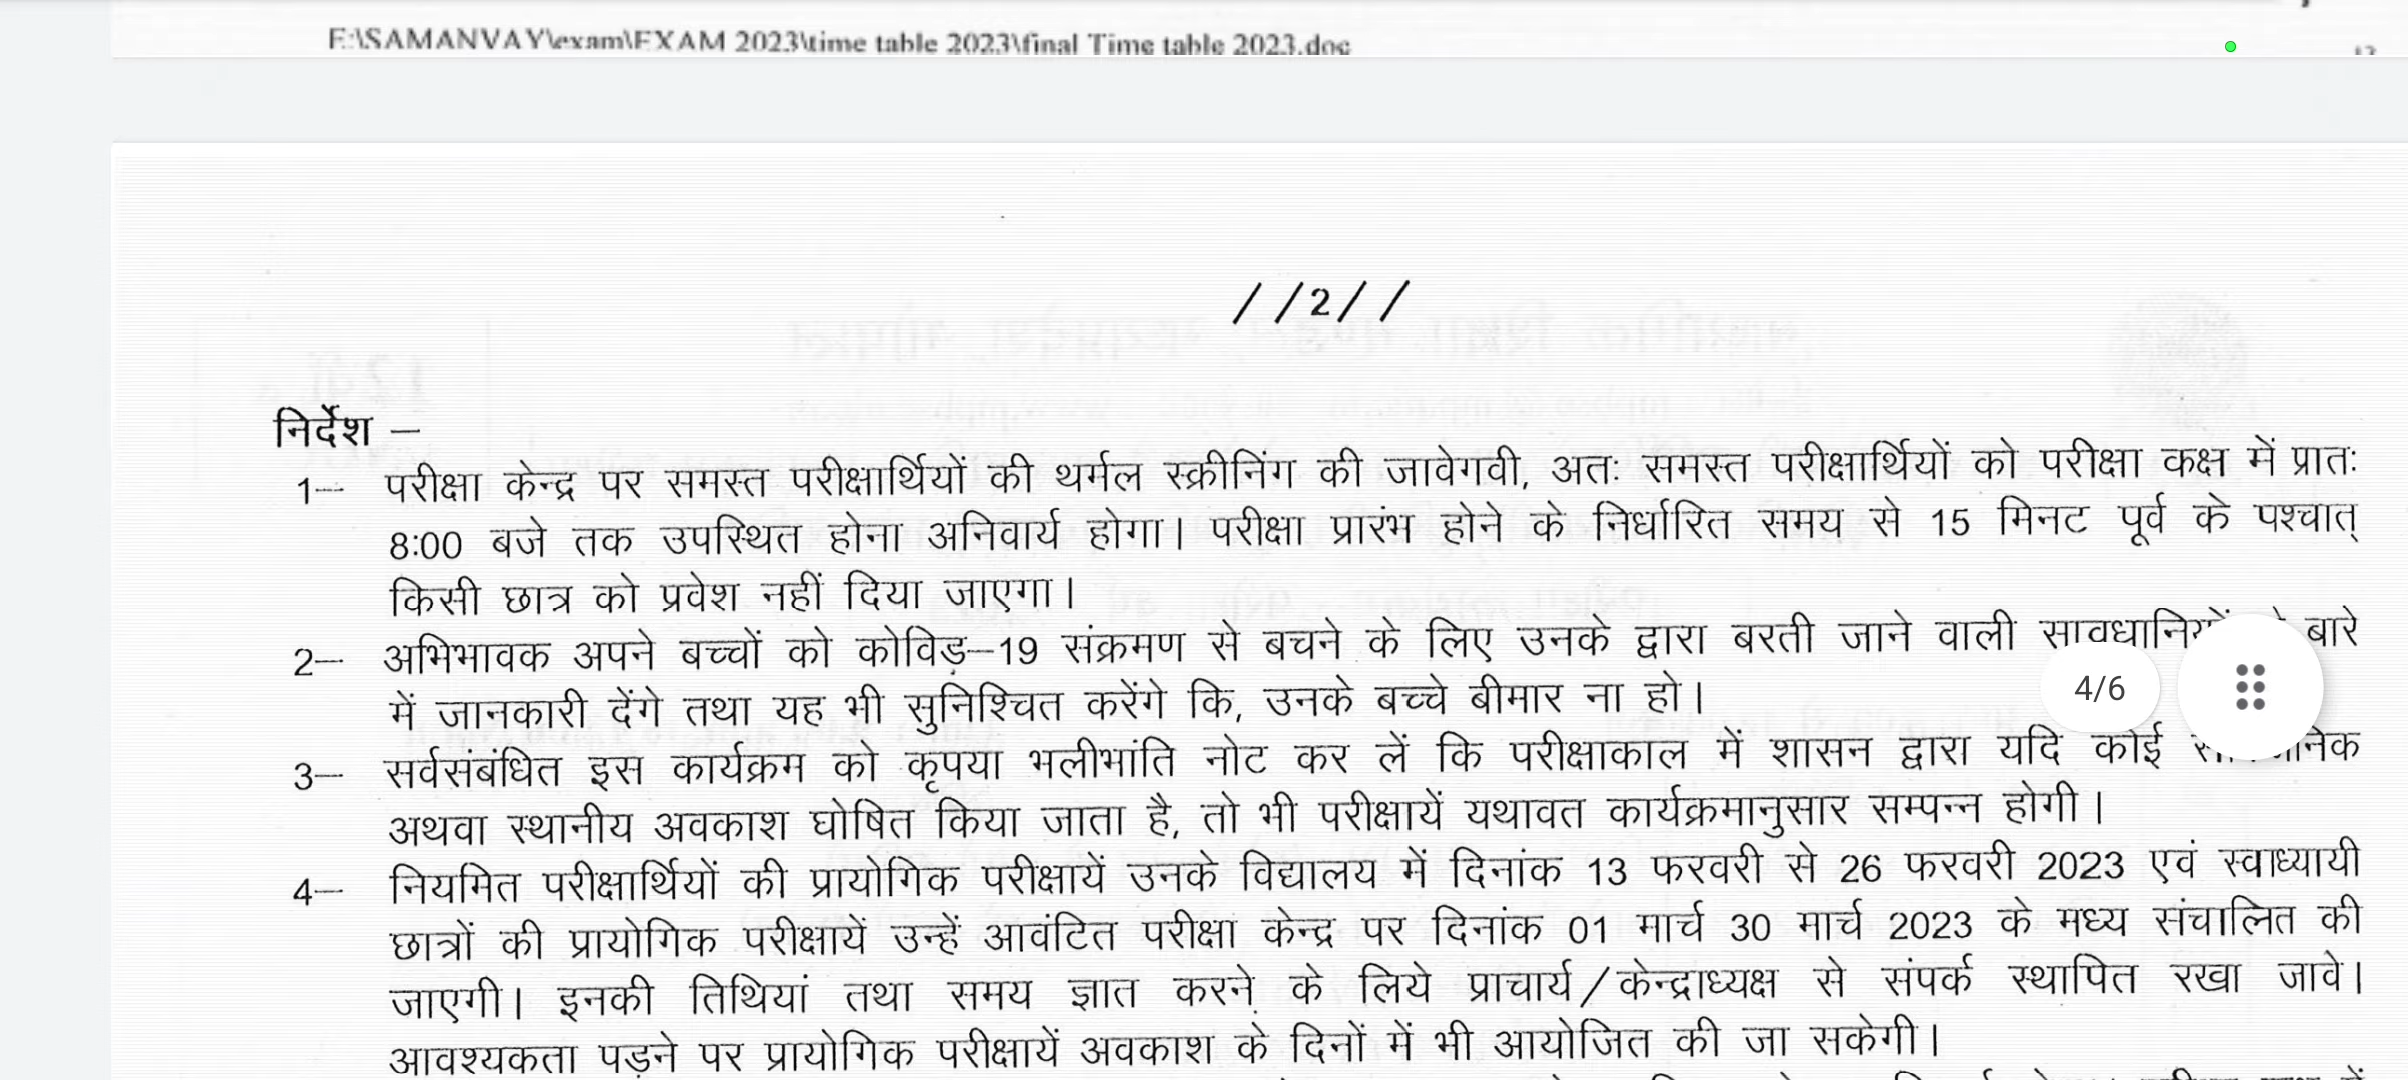 F:\SAMANVAY\exam\EXAM 2023\time table 2023\final Time table 2023.doc
//2//
निर्देश –
1— परीक्षा केन्द्र पर समस्त परीक्षार्थियों की थर्मल स्क्रीनिंग की जावेगवी, अतः समस्त परीक्षार्थियों को परीक्षा कक्ष में प्रातः
8:00 बजे तक उपस्थित होना अनिवार्य होगा। परीक्षा प्रारंभ होने के निर्धारित समय से 15 मिनट पूर्व के पश्चात्
किसी छात्र को प्रवेश नहीं दिया जाएगा।
2— अभिभावक अपने बच्चों को कोविड़–19 संक्रमण से बचने के लिए उनके द्वारा बरती जाने वाली सावधानियों बारे
में जानकारी देंगे तथा यह भी सुनिश्चित करेंगे कि, उनके बच्चे बीमार ना हो।
4/6
3— सर्वसंबंधित इस कार्यक्रम को कृपया भलीभांति नोट कर लें कि परीक्षाकाल में शासन द्वारा यदि कोई
अथवा स्थानीय अवकाश घोषित किया जाता है, तो भी परीक्षायें यथावत कार्यक्रमानुसार सम्पन्न होगी।
4— नियमित परीक्षार्थियों की प्रायोगिक परीक्षायें उनके विद्यालय में दिनांक 13 फरवरी से 26 फरवरी 2023 एवं स्वाध्यायी
छात्रों की प्रायोगिक परीक्षायें उन्हें आवंटित परीक्षा केन्द्र पर दिनांक 01 मार्च 30 मार्च 2023 के मध्य संचालित की
जाएगी। इनकी तिथियां तथा समय ज्ञात करने के लिये प्राचार्य/केन्द्राध्यक्ष से संपर्क स्थापित रखा जावे।
आवश्यकता पड़ने पर प्रायोगिक परीक्षायें अवकाश के दिनों में भी आयोजित की जा सकेगी।